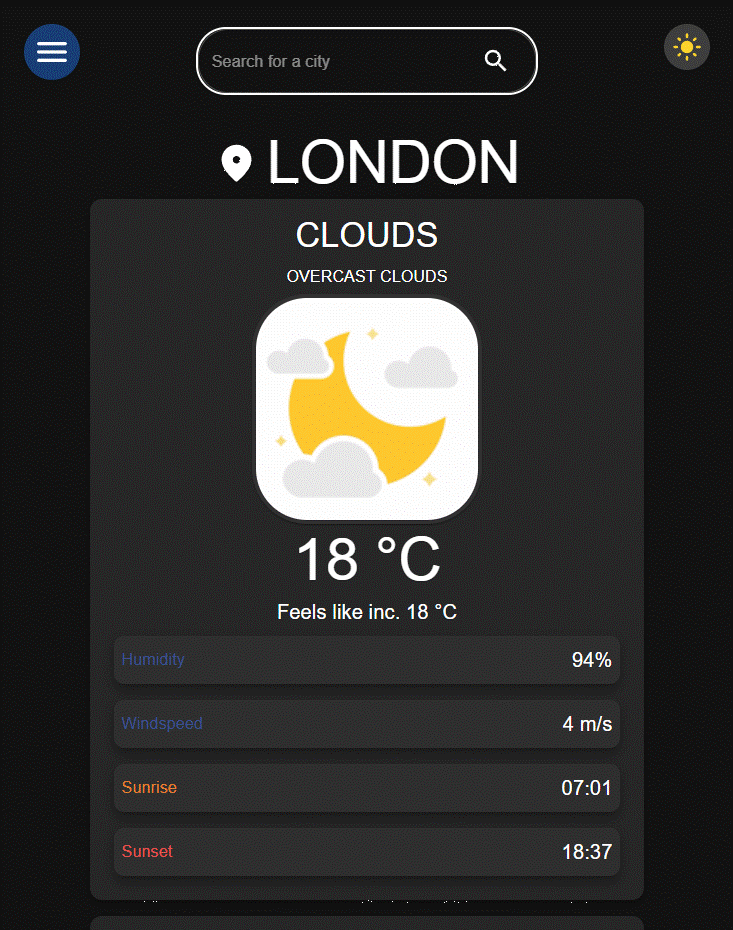 Search for a city
LONDON
CLOUDS
OVERCAST CLOUDS
18 °C
Feels like inc. 18 °C
Humidity 94%
Windspeed 4 m/s
Sunrise 07:01
Sunset 18:37